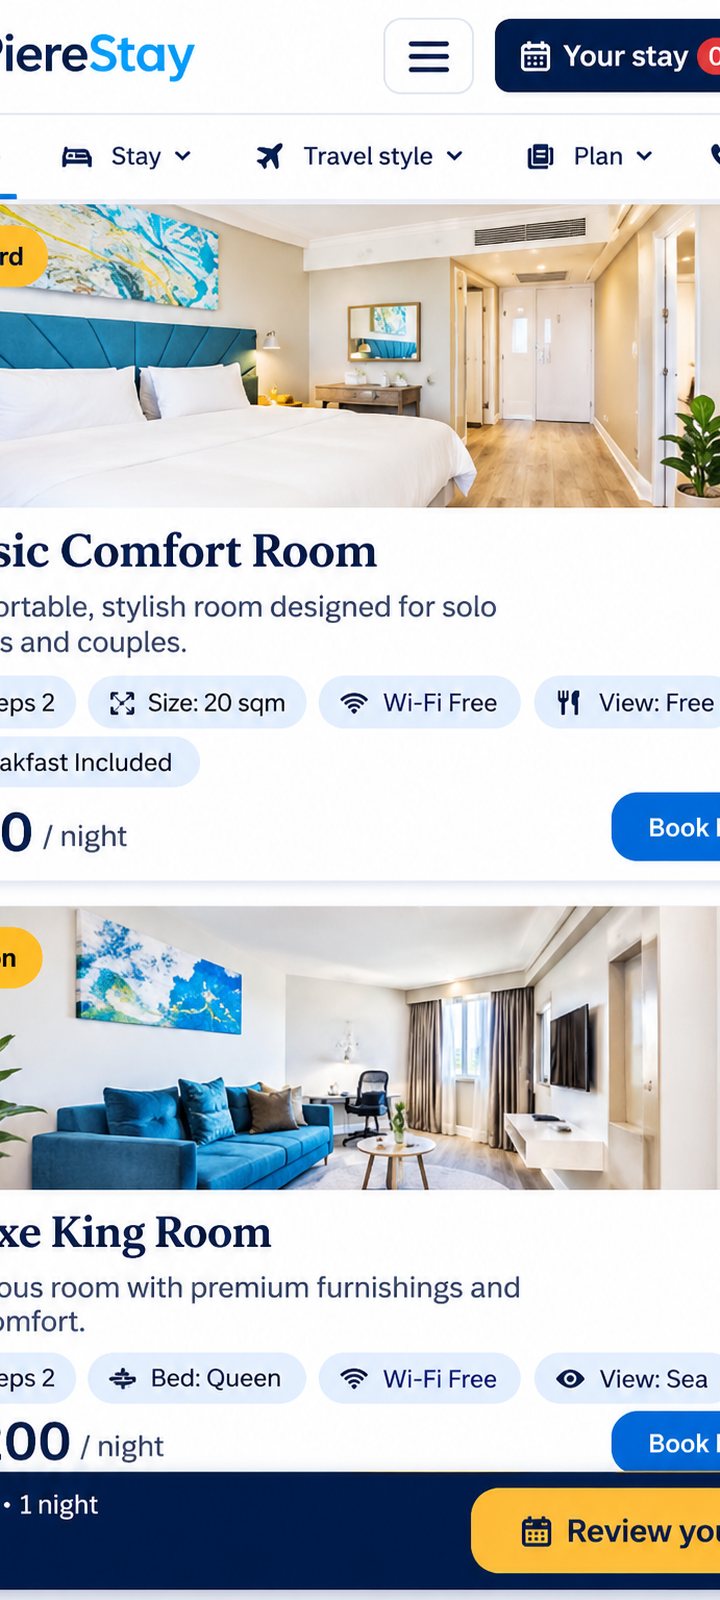 PiereStay
Your stay 0
Stay
Travel style
Plan
rd
sic Comfort Room
ortable, stylish room designed for solo
s and couples.
eps 2
Size: 20 sqm
Wi-Fi Free
View: Free
akfast Included
0 / night
Book
on
xe King Room
ous room with premium furnishings and
omfort.
eps 2
Bed: Queen
Wi-Fi Free
View: Sea
00 / night
Book
• 1 night
Review you